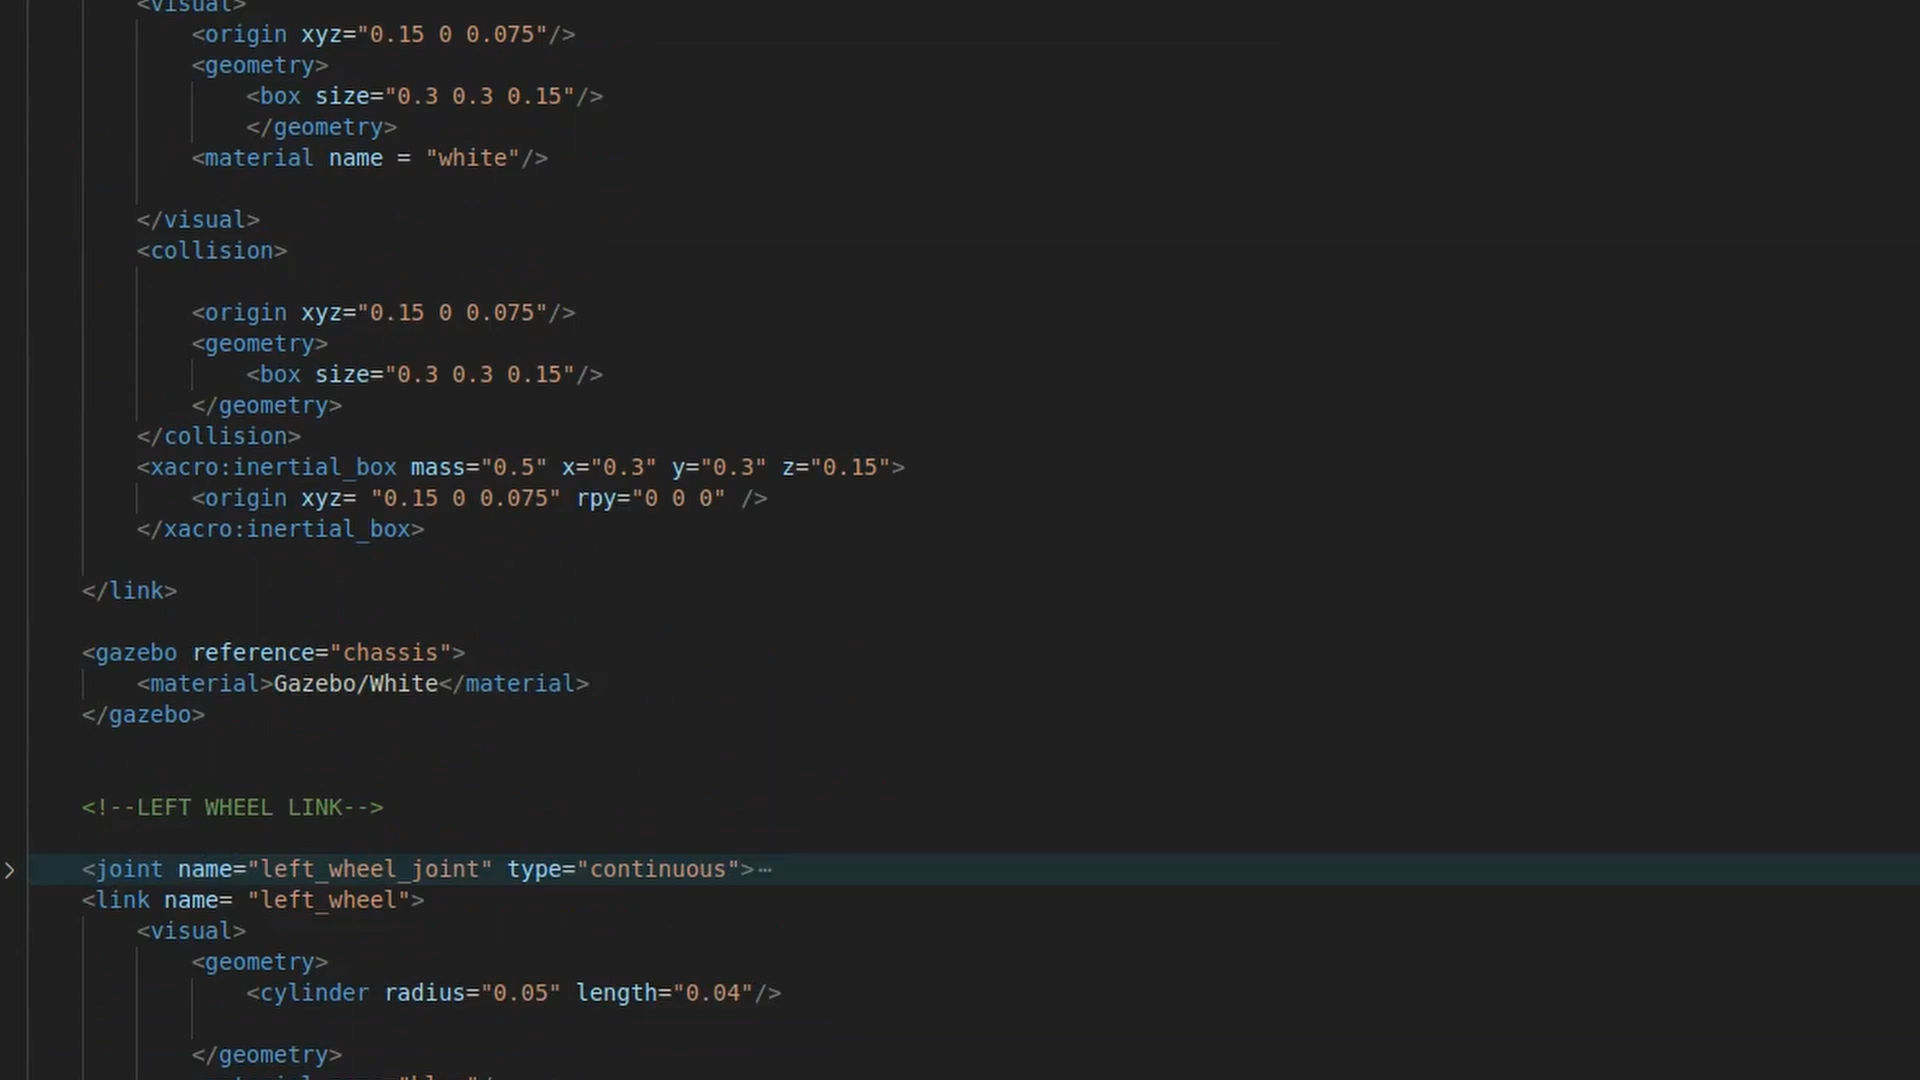 <visual>
<origin xyz="0.15 0 0.075"/>
<geometry>
<box size="0.3 0.3 0.15"/>
</geometry>
<material name = "white"/>
</visual>
<collision>
<origin xyz="0.15 0 0.075"/>
<geometry>
<box size="0.3 0.3 0.15"/>
</geometry>
</collision>
<xacro:inertial_box mass="0.5" x="0.3" y="0.3" z="0.15">
<origin xyz= "0.15 0 0.075" rpy="0 0 0" />
</xacro:inertial_box>
</link>
<gazebo reference="chassis">
<material>Gazebo/White</material>
</gazebo>
<!--LEFT WHEEL LINK-->
<joint name="left_wheel_joint" type="continuous">⋯
<link name= "left_wheel">
<visual>
<geometry>
<cylinder radius="0.05" length="0.04"/>
</geometry>